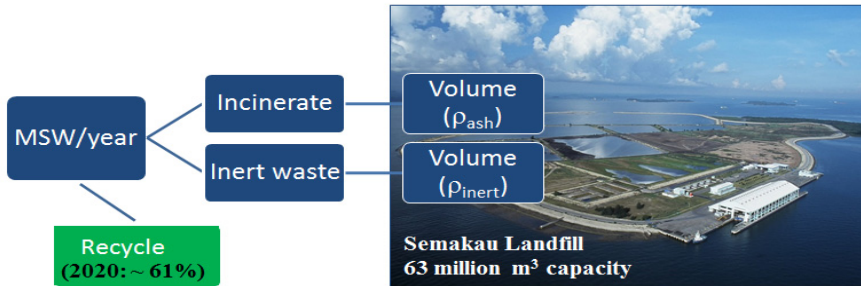 MSW/year
Incinerate
Inert waste
Volume
(ρash)
Volume
(ρinert)
Recycle
(2020: ~ 61%)
Semakau Landfill
63 million m³ capacity